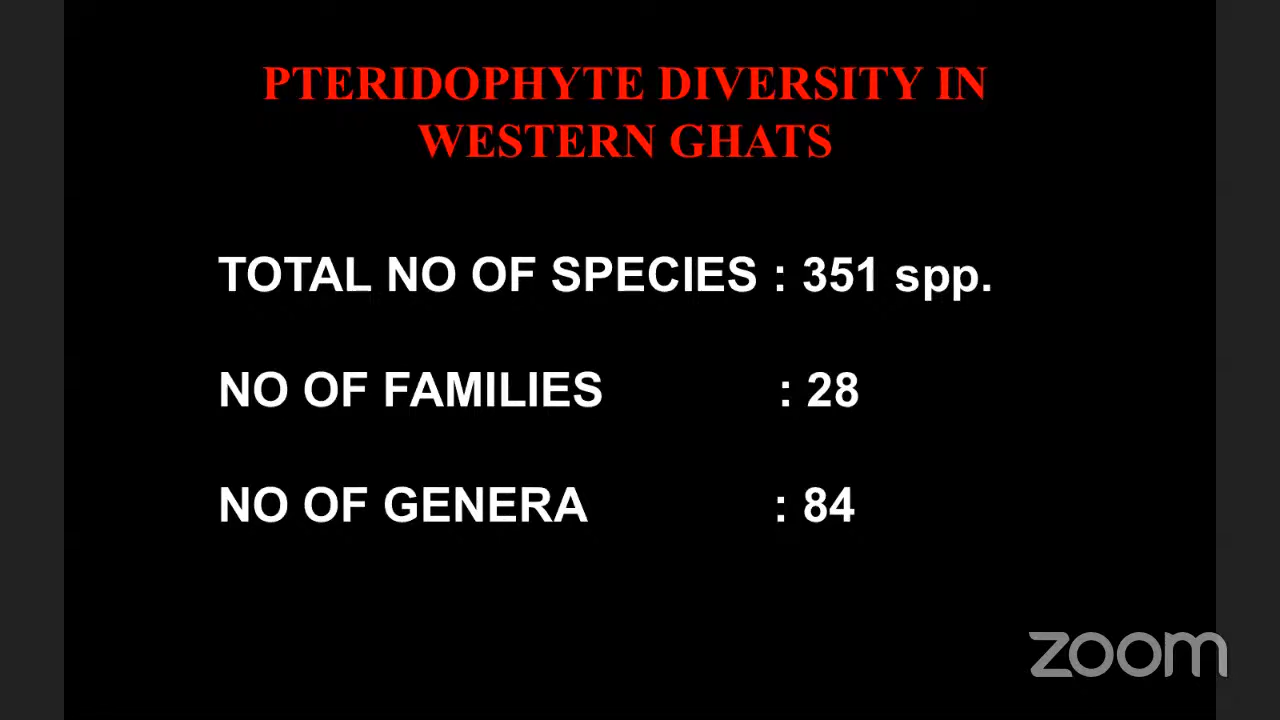 PTERIDOPHYTE DIVERSITY IN
WESTERN GHATS
TOTAL NO OF SPECIES : 351 spp.
NO OF FAMILIES : 28
NO OF GENERA : 84
zoom